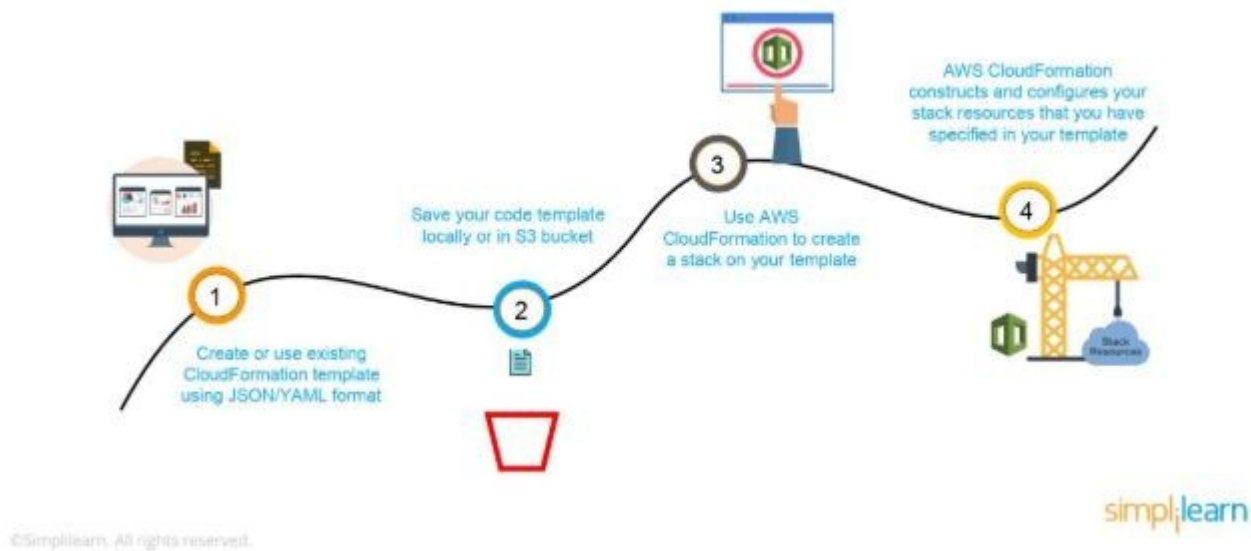 1
Create or use existing
CloudFormation template
using JSON/YAML format
2
Save your code template
locally or in S3 bucket
3
Use AWS
CloudFormation to create
a stack on your template
4
AWS CloudFormation
constructs and configures your
stack resources that you have
specified in your template
Stack
Resources
simplilearn
©Simplilearn. All rights reserved.